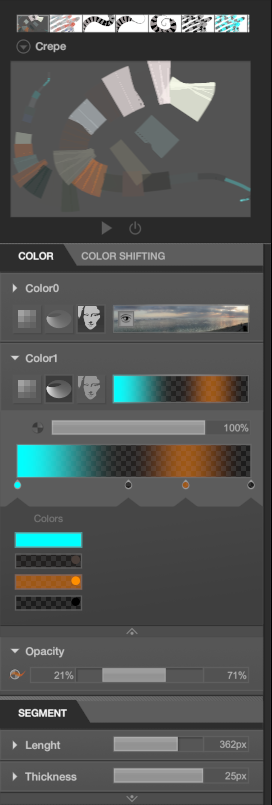 Crepe
COLOR COLOR SHIFTING
Color0
Color1
100%
Colors
Opacity
21% 71%
SEGMENT
Lenght 362px
Thickness 25px